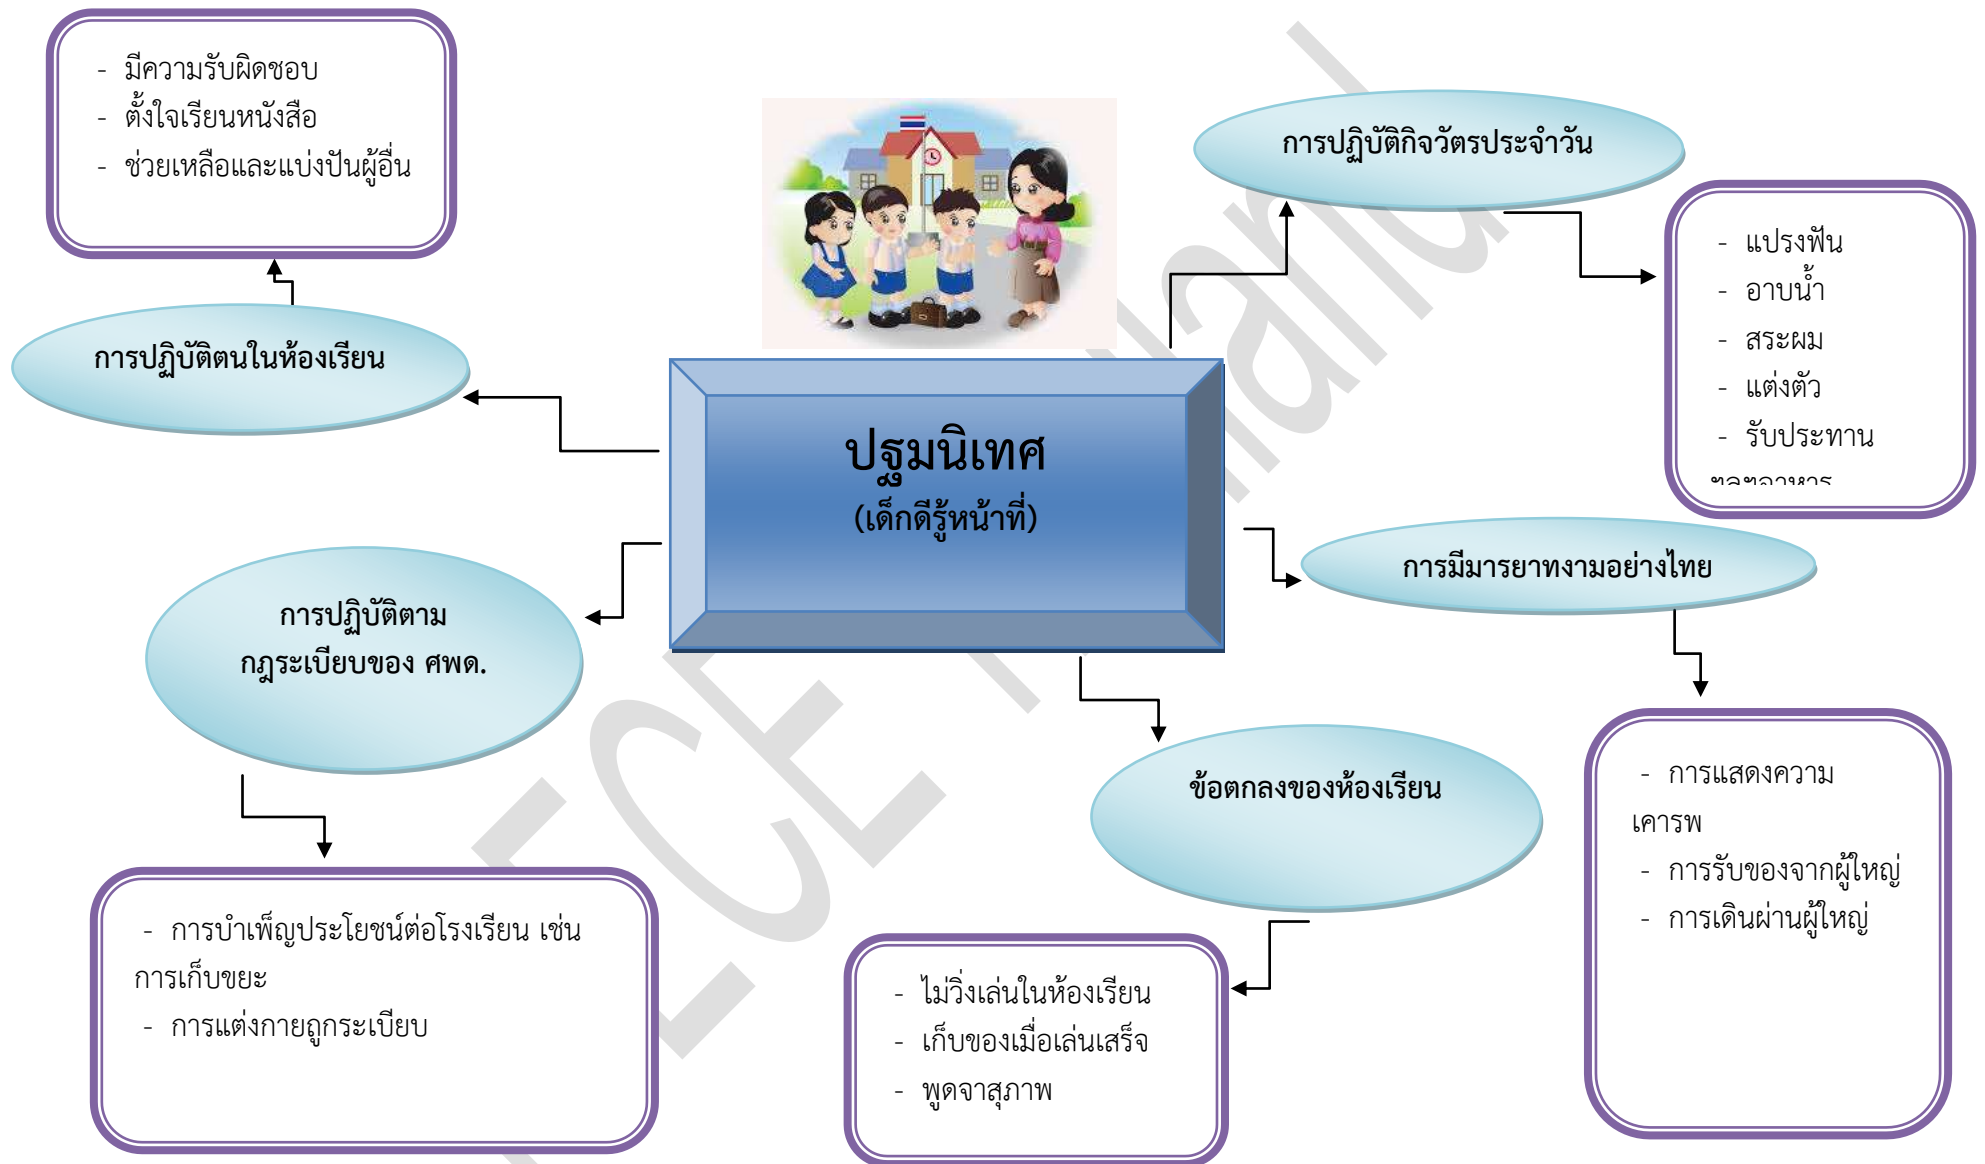 - มีความรับผิดชอบ
- ตั้งใจเรียนหนังสือ
- ช่วยเหลือและแบ่งปันผู้อื่น
การปฏิบัติตนในห้องเรียน
การปฏิบัติกิจวัตรประจำวัน
- แปรงฟัน
- อาบน้ำ
- สระผม
- แต่งตัว
- รับประทาน
ปฐมนิเทศ
(เด็กดีรู้หน้าที่)
การมีมารยาทงามอย่างไทย
- การแสดงความ
เคารพ
- การรับของจากผู้ใหญ่
- การเดินผ่านผู้ใหญ่
การปฏิบัติตาม
กฎระเบียบของ ศพด.
- การบำเพ็ญประโยชน์ต่อโรงเรียน เช่น
การเก็บขยะ
- การแต่งกายถูกระเบียบ
ข้อตกลงของห้องเรียน
- ไม่วิ่งเล่นในห้องเรียน
- เก็บของเมื่อเล่นเสร็จ
- พูดจาสุภาพ